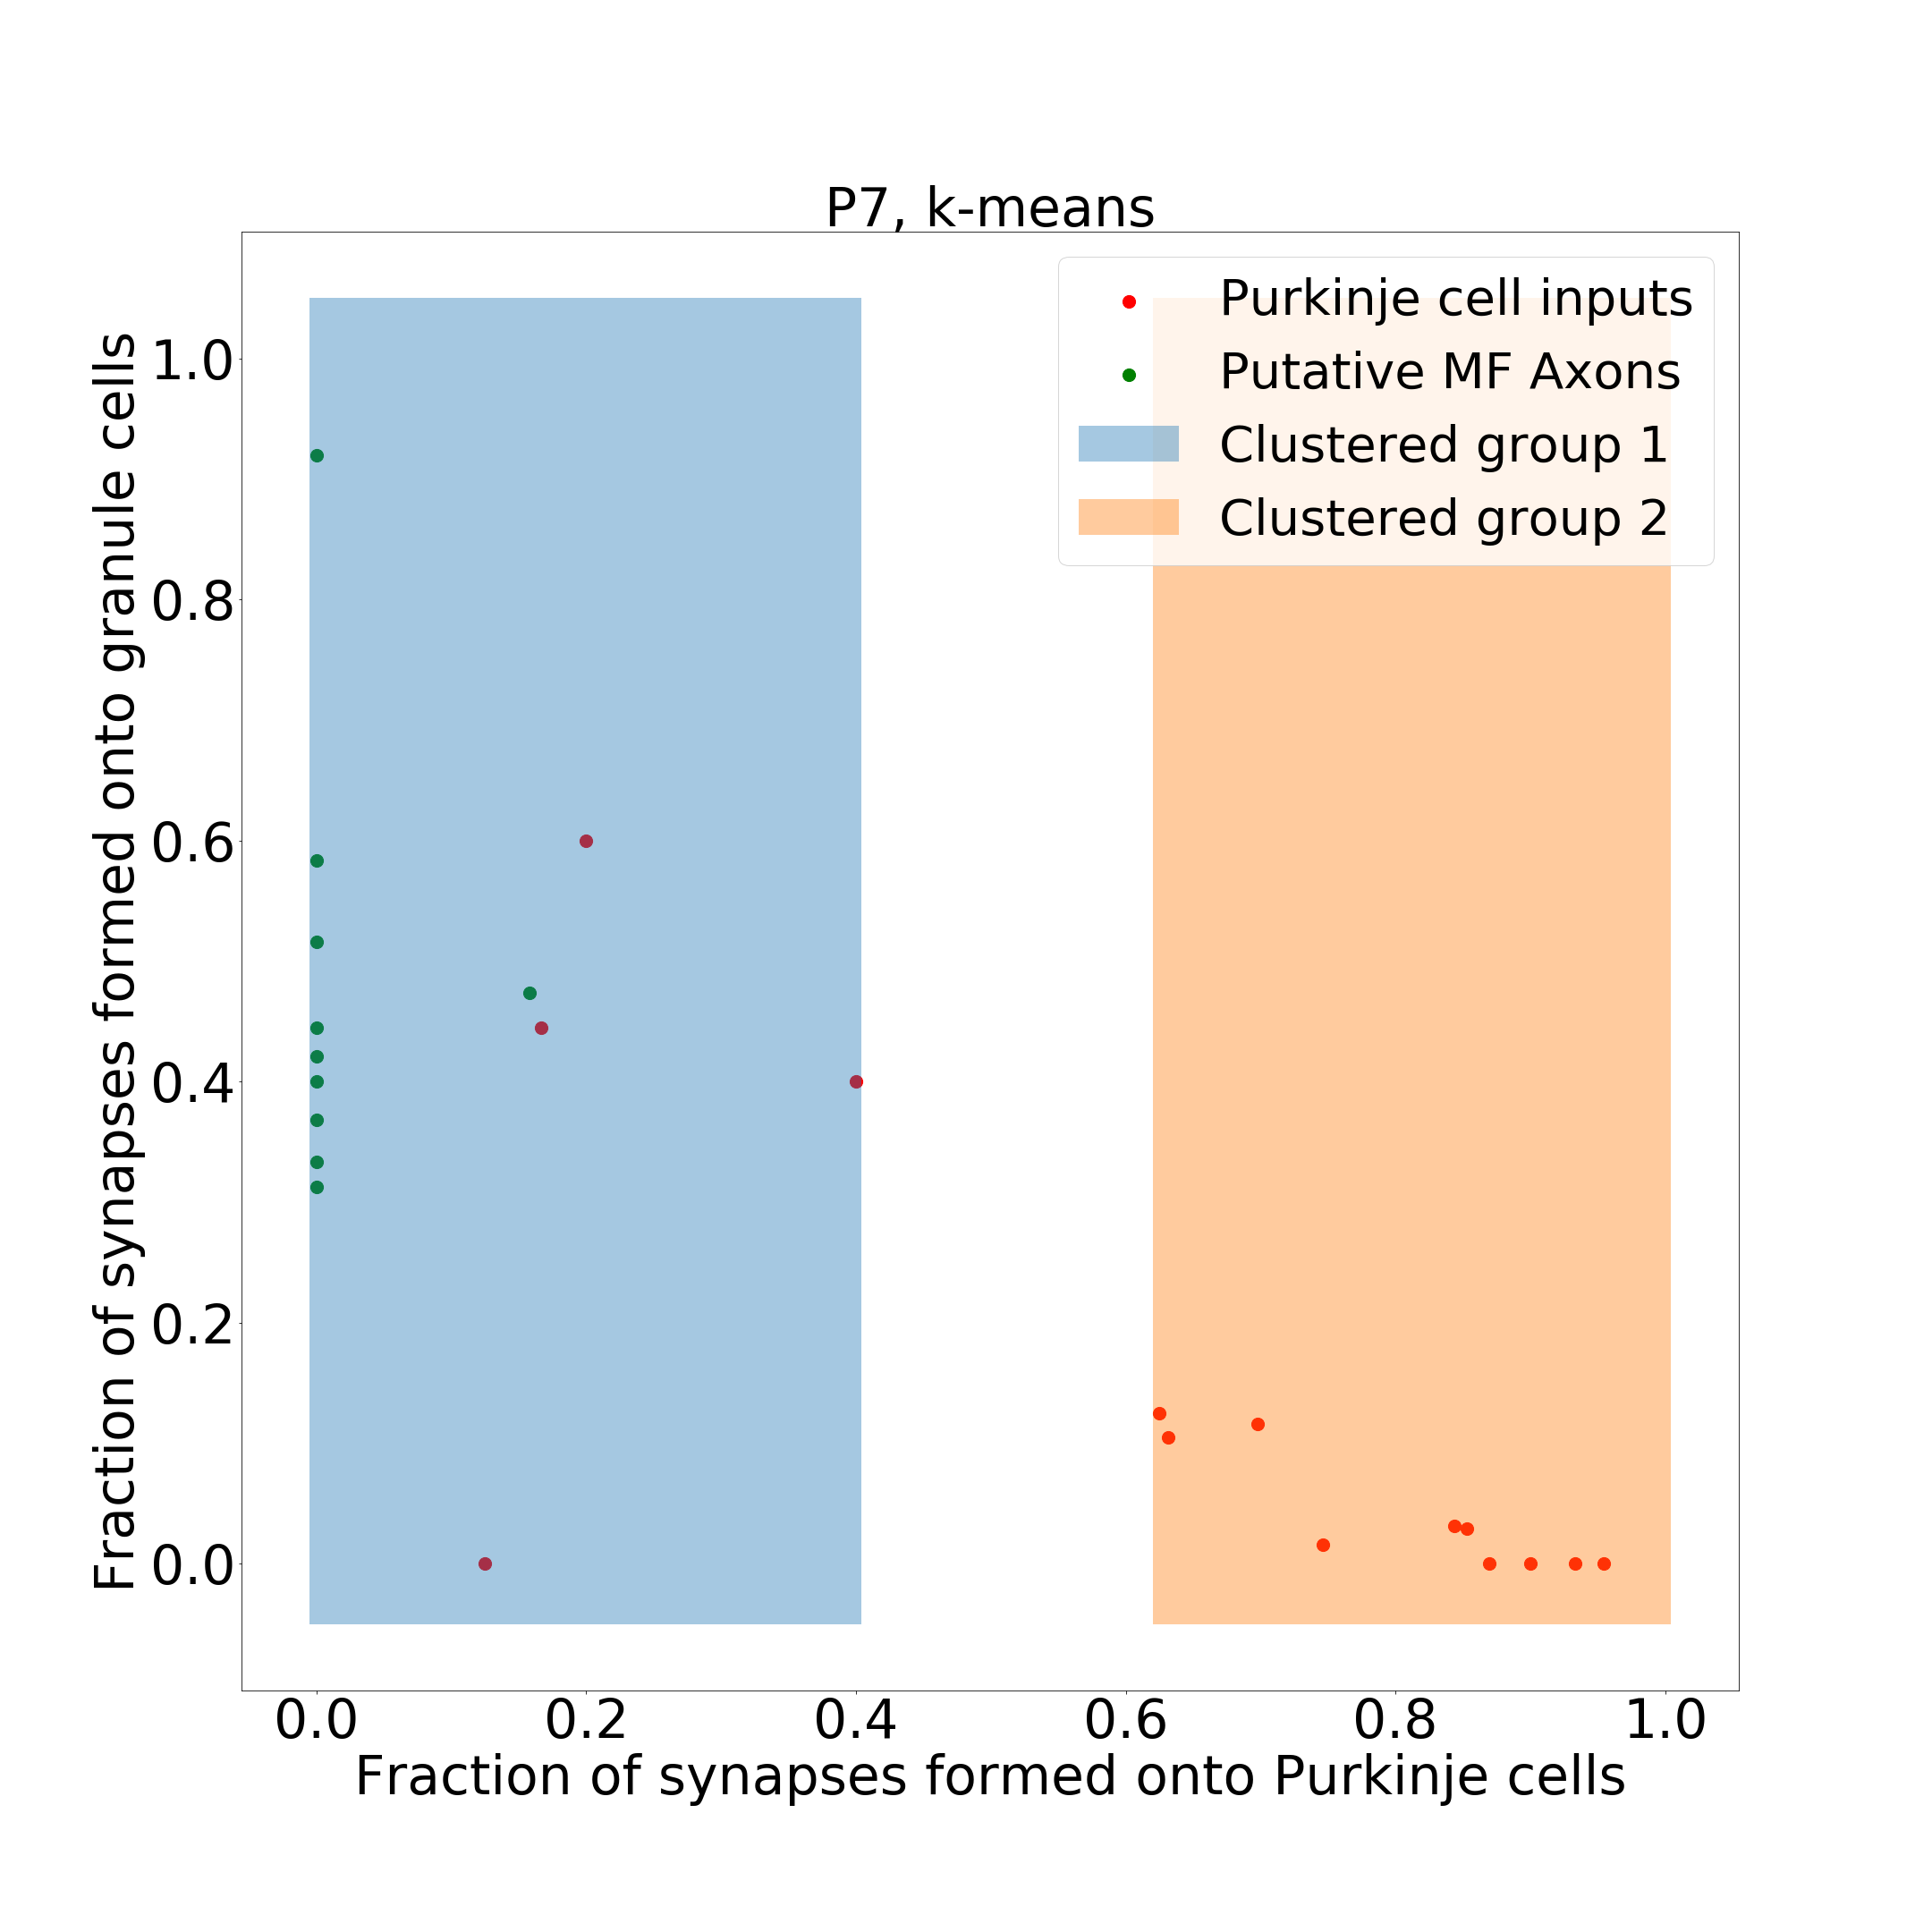 P7, k-means
Purkinje cell inputs
Putative MF Axons
Clustered group 1
Clustered group 2
Fraction of synapses formed onto granule cells
1.0
0.8
0.6
0.4
0.2
0.0
0.0 0.2 0.4 0.6 0.8 1.0
Fraction of synapses formed onto Purkinje cells